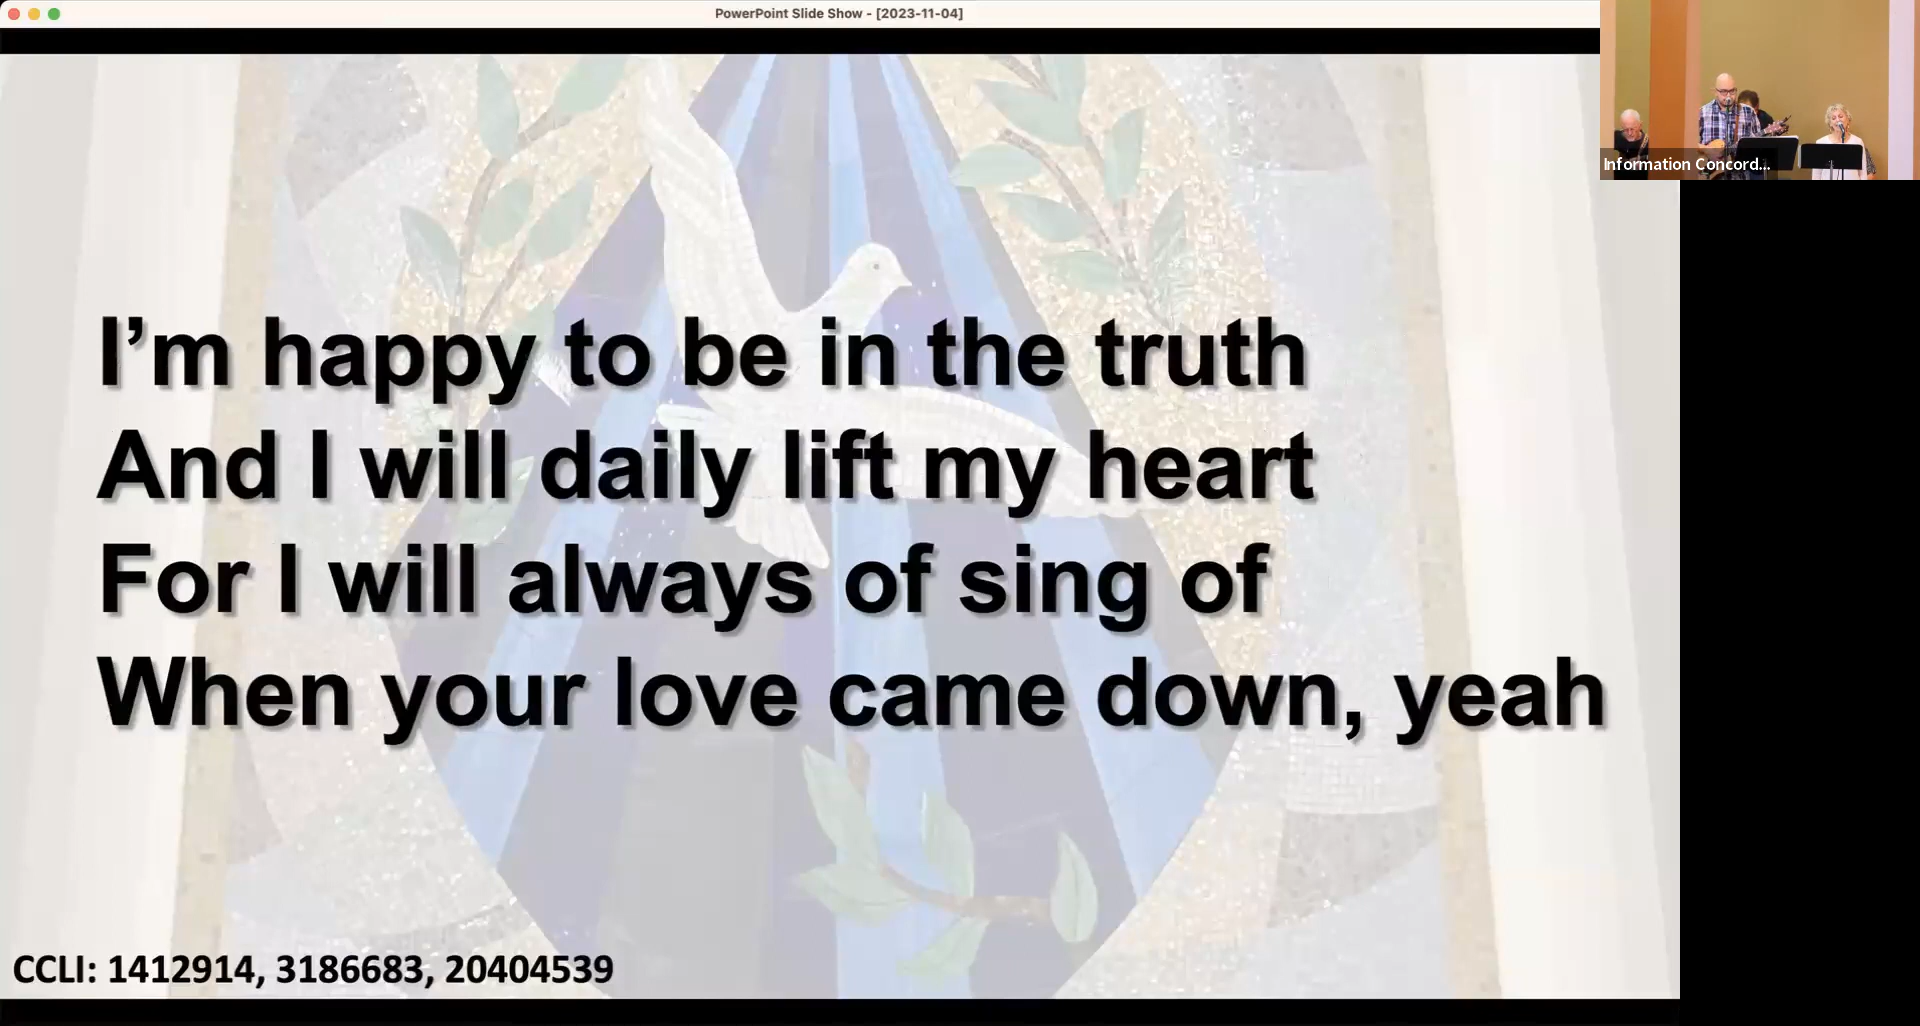 PowerPoint Slide Show - [2023-11-04]
Information Concord...
I’m happy to be in the truth
And I will daily lift my heart
For I will always of sing of
When your love came down, yeah
CCLI: 1412914, 3186683, 20404539